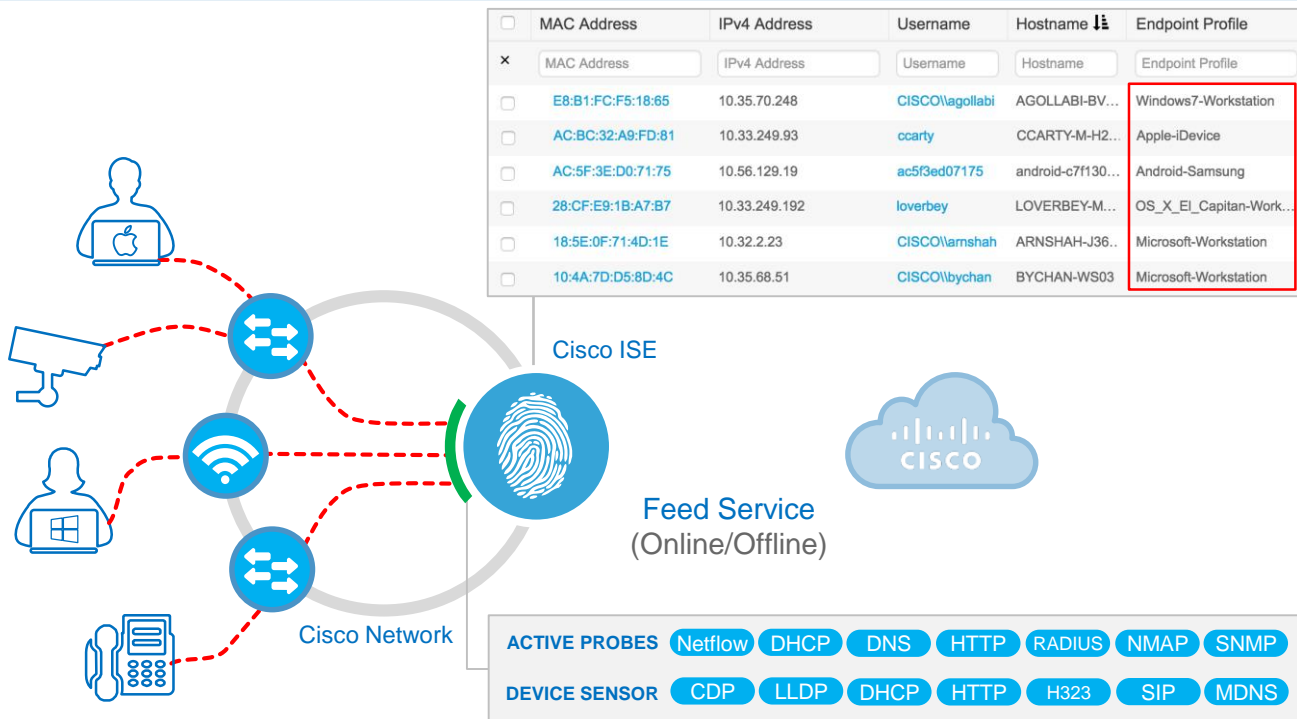 MAC Address IPv4 Address Username Hostname Endpoint Profile
× MAC Address IPv4 Address Username Hostname Endpoint Profile
E8:B1:FC:F5:18:65 10.35.70.248 CISCO\\agollabi AGOLLABI-BV... Windows7-Workstation
AC:BC:32:A9:FD:81 10.33.249.93 ccarty CCARTY-M-H2... Apple-iDevice
AC:5F:3E:D0:71:75 10.56.129.19 ac5f3ed07175 android-c7f130... Android-Samsung
28:CF:E9:1B:A7:B7 10.33.249.192 loverbey LOVERBEY-M... OS_X_El_Capitan-Work...
18:5E:0F:71:4D:1E 10.32.2.23 CISCO\\arnshah ARNSHAH-J36.. Microsoft-Workstation
10:4A:7D:D5:8D:4C 10.35.68.51 CISCO\\bychan BYCHAN-WS03 Microsoft-Workstation
Cisco ISE
CISCO
Feed Service
(Online/Offline)
Cisco Network
ACTIVE PROBES Netflow DHCP DNS HTTP RADIUS NMAP SNMP
DEVICE SENSOR CDP LLDP DHCP HTTP H323 SIP MDNS